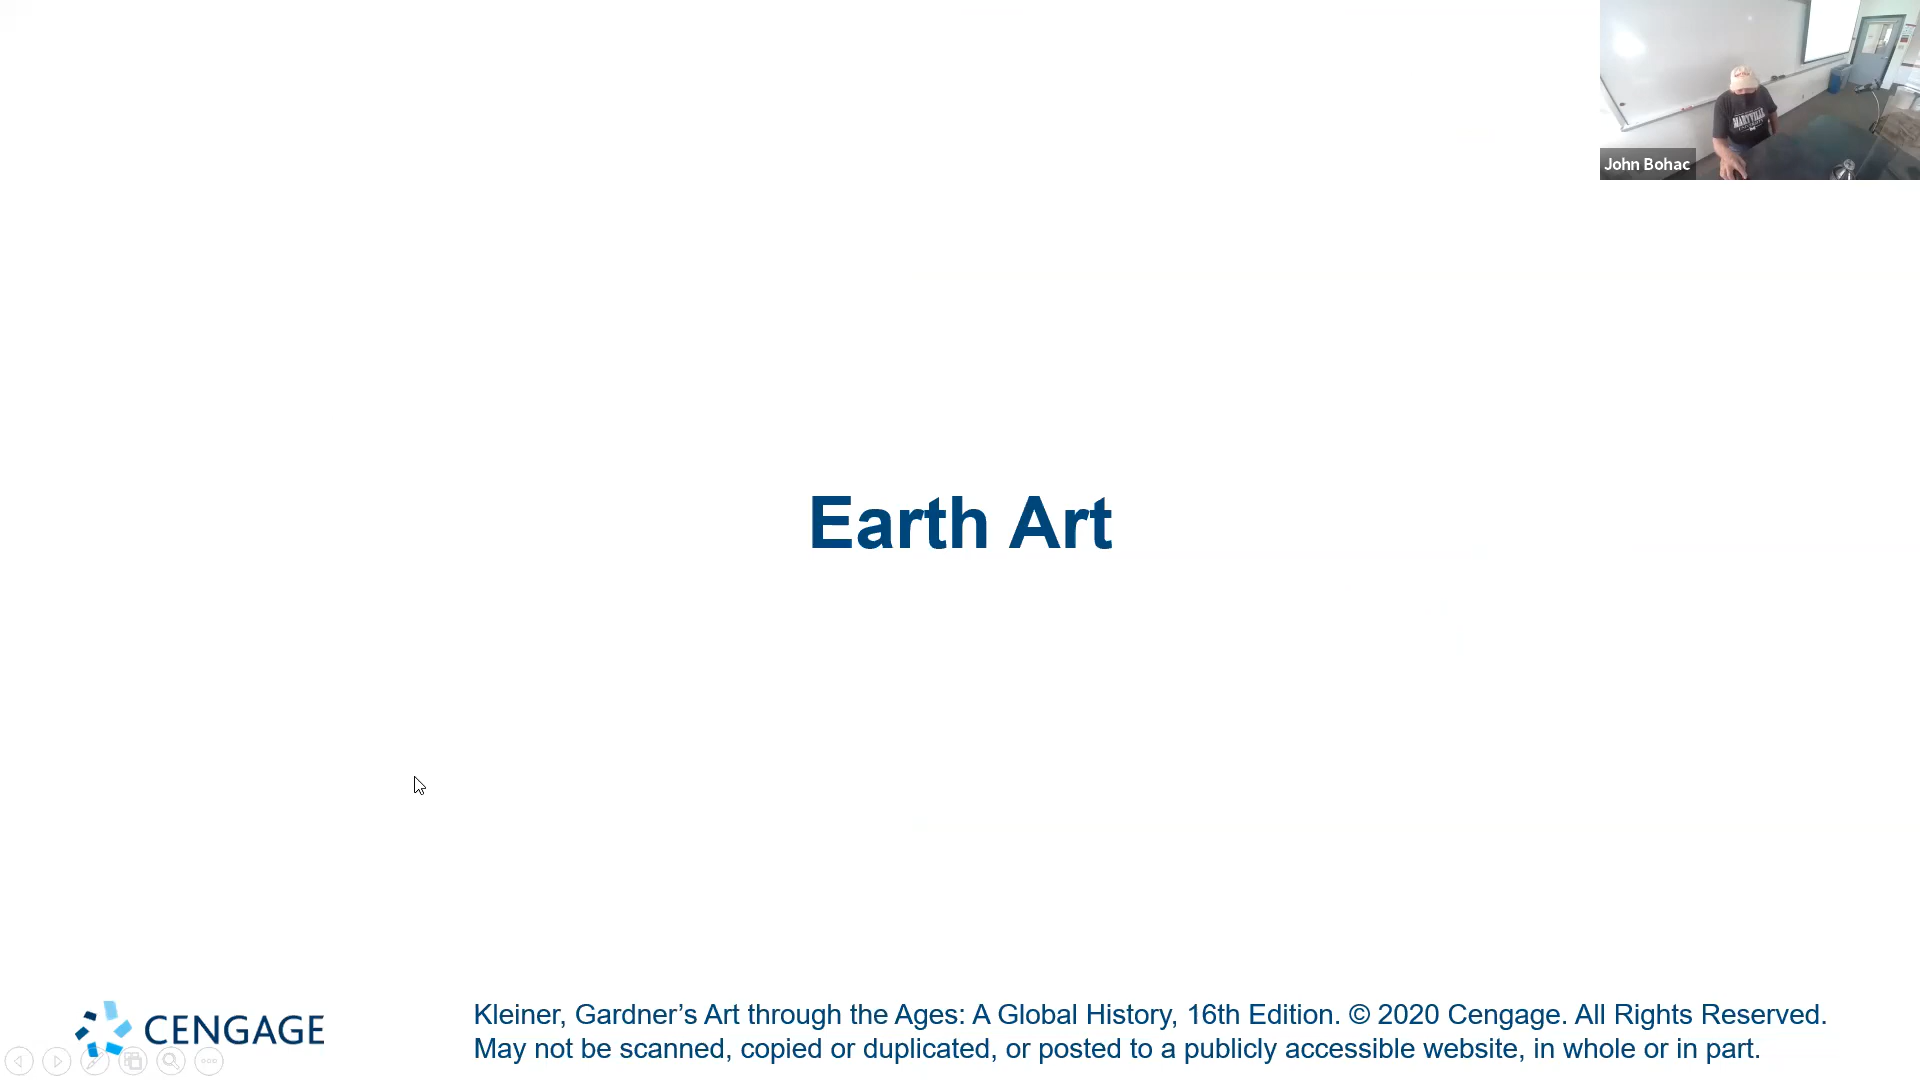 John Bohac
MARYVILLE
Earth Art
CENGAGE
Kleiner, Gardner’s Art through the Ages: A Global History, 16th Edition. © 2020 Cengage. All Rights Reserved.
May not be scanned, copied or duplicated, or posted to a publicly accessible website, in whole or in part.